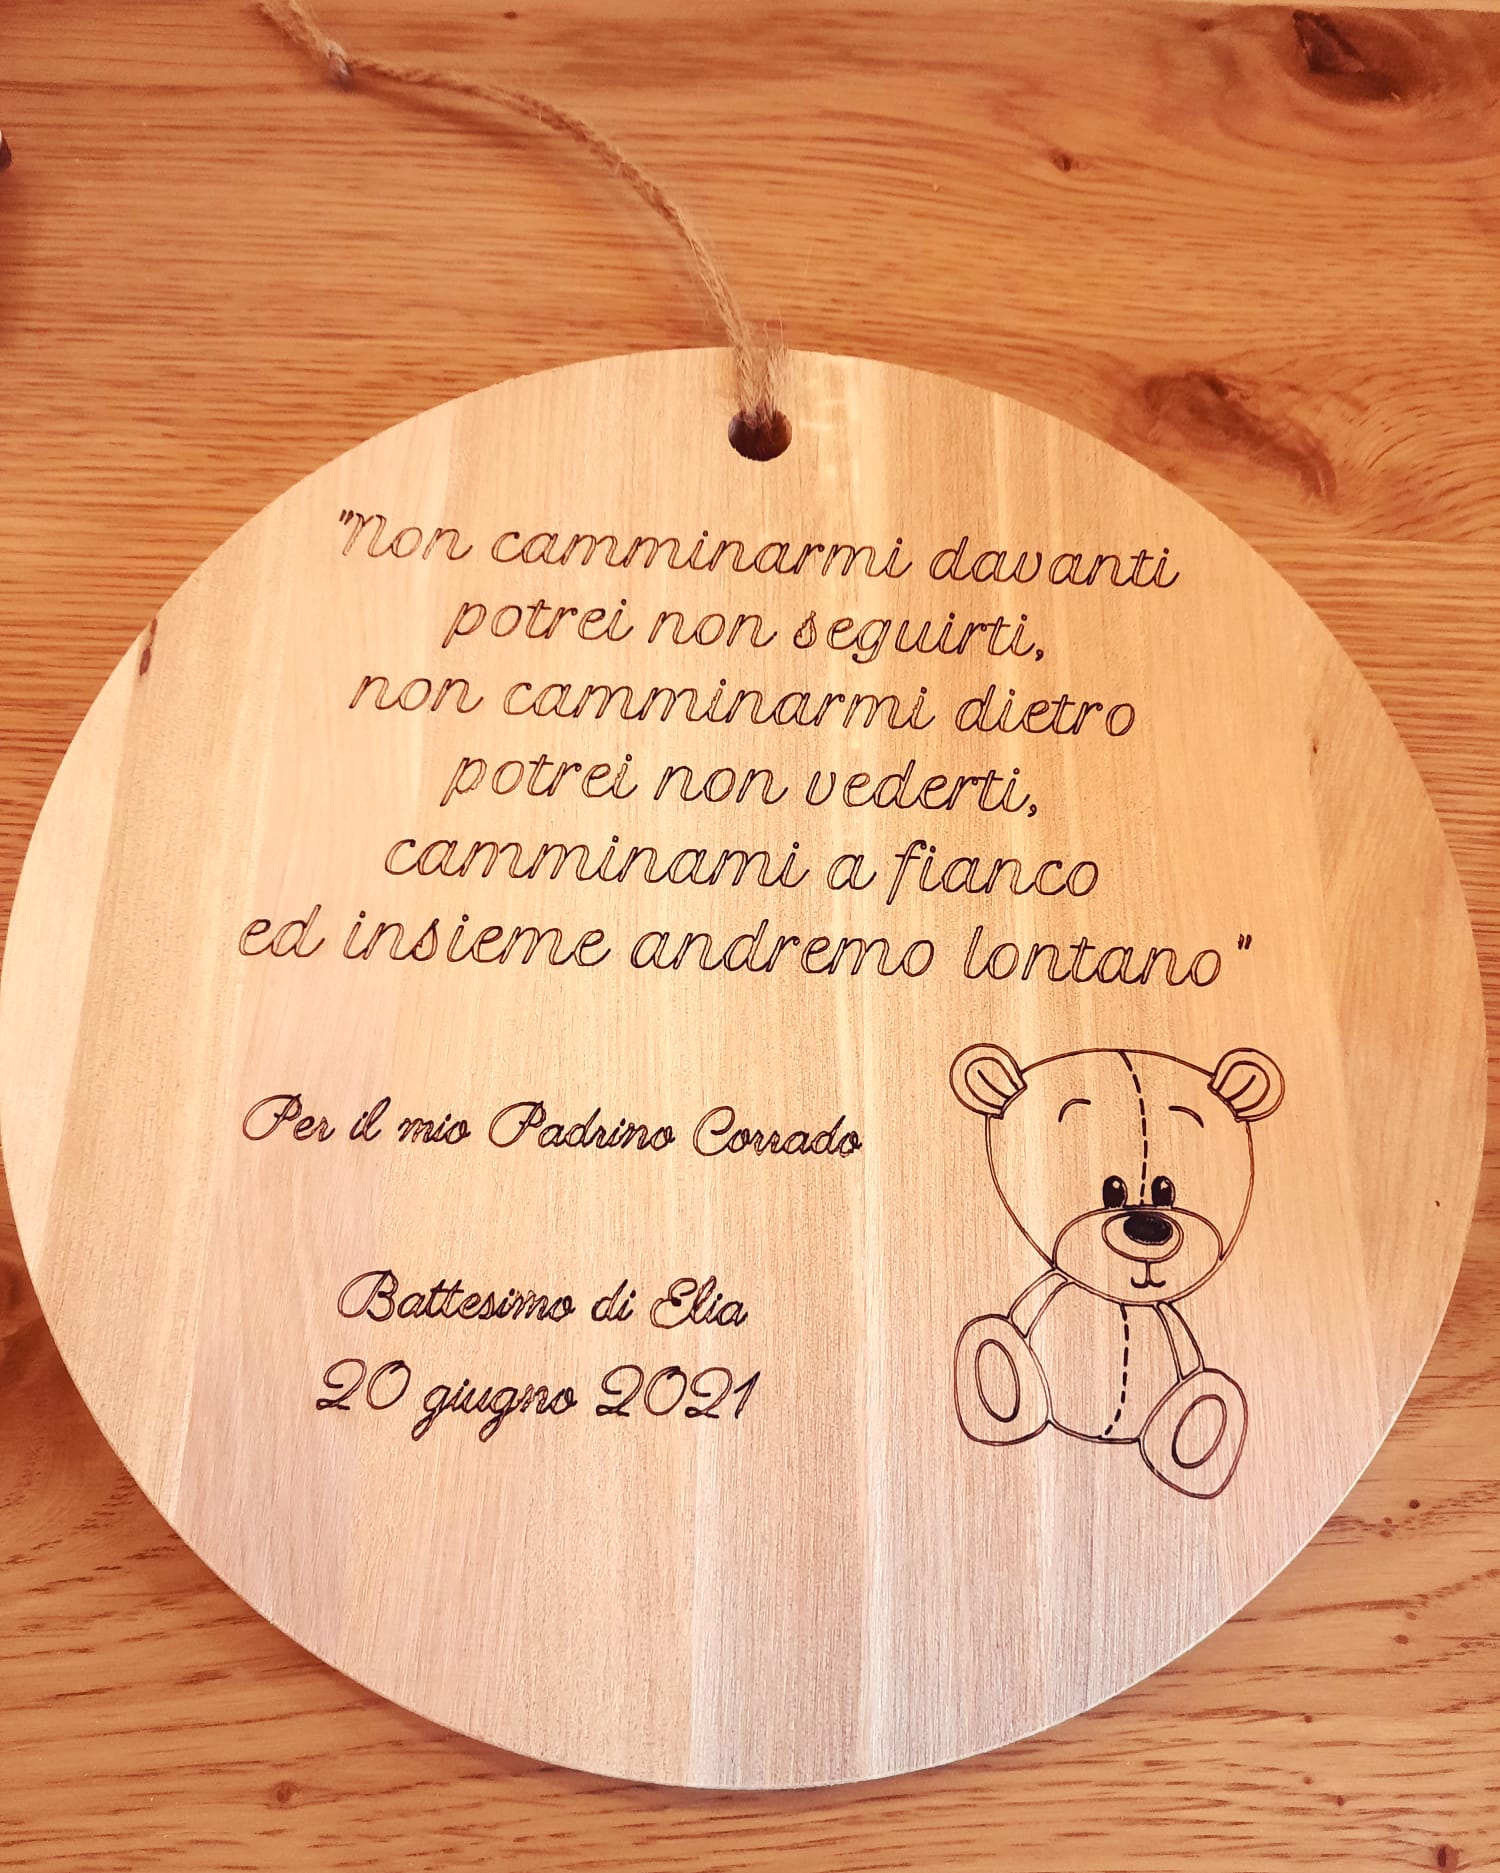 "Non camminarmi davanti
potrei non seguirti,
non camminarmi dietro
potrei non vederti,
camminami a fianco
ed insieme andremo lontano"
Per il mio Padrino Corrado
Battesimo di Elia
20 giugno 2021